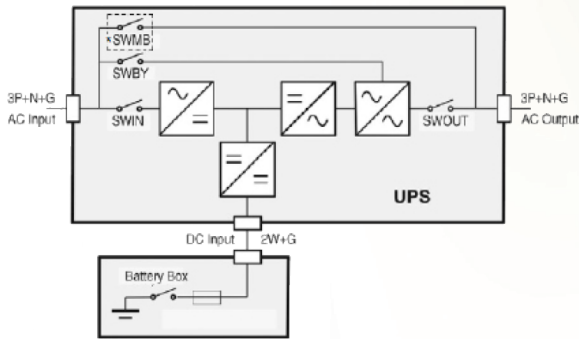 *SWMB
SWBY
3P+N+G
AC Input
SWIN
SWOUT
3P+N+G
AC Output
UPS
DC Input 2W+G
Battery Box